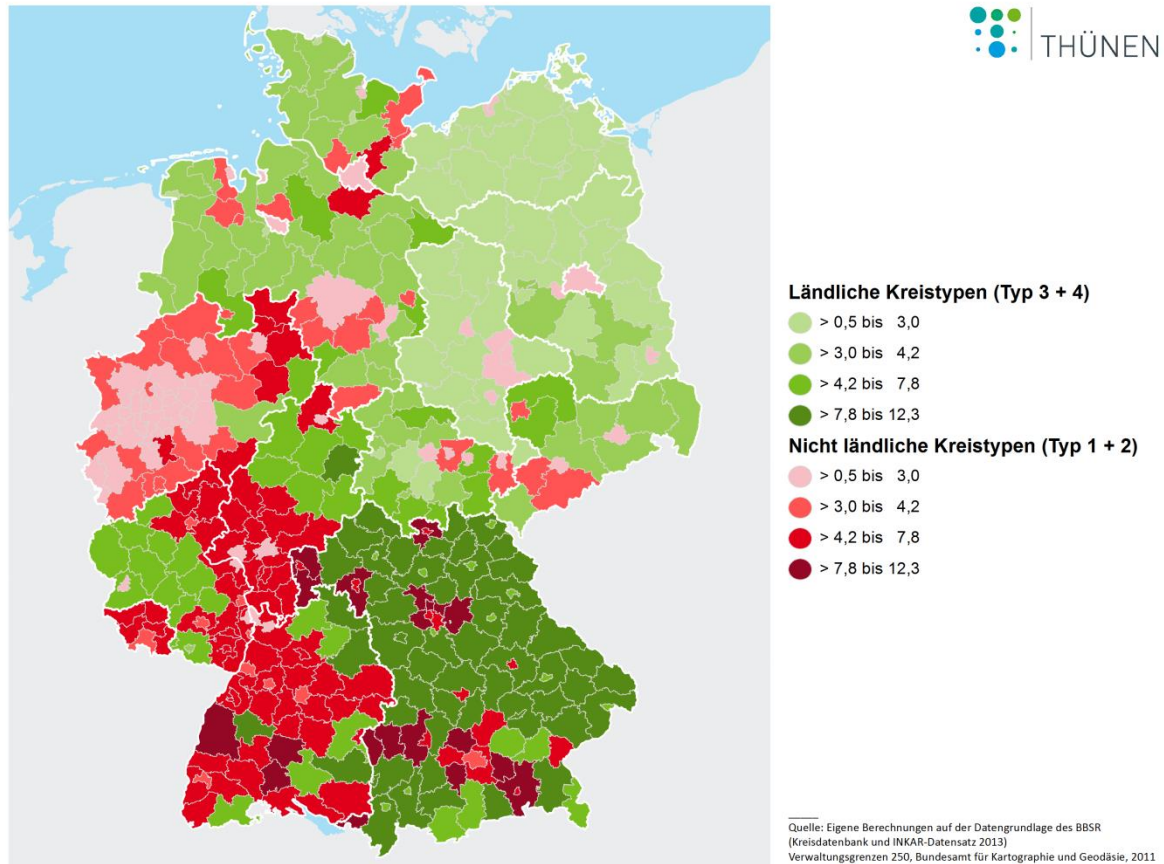 THÜNEN
Ländliche Kreistypen (Typ 3 + 4)
> 0,5 bis 3,0
> 3,0 bis 4,2
> 4,2 bis 7,8
> 7,8 bis 12,3
Nicht ländliche Kreistypen (Typ 1 + 2)
> 0,5 bis 3,0
> 3,0 bis 4,2
> 4,2 bis 7,8
> 7,8 bis 12,3
Quelle: Eigene Berechnungen auf der Datengrundlage des BBSR
(Kreisdatenbank und INKAR-Datensatz 2013)
Verwaltungsgrenzen 250, Bundesamt für Kartographie und Geodäsie, 2011